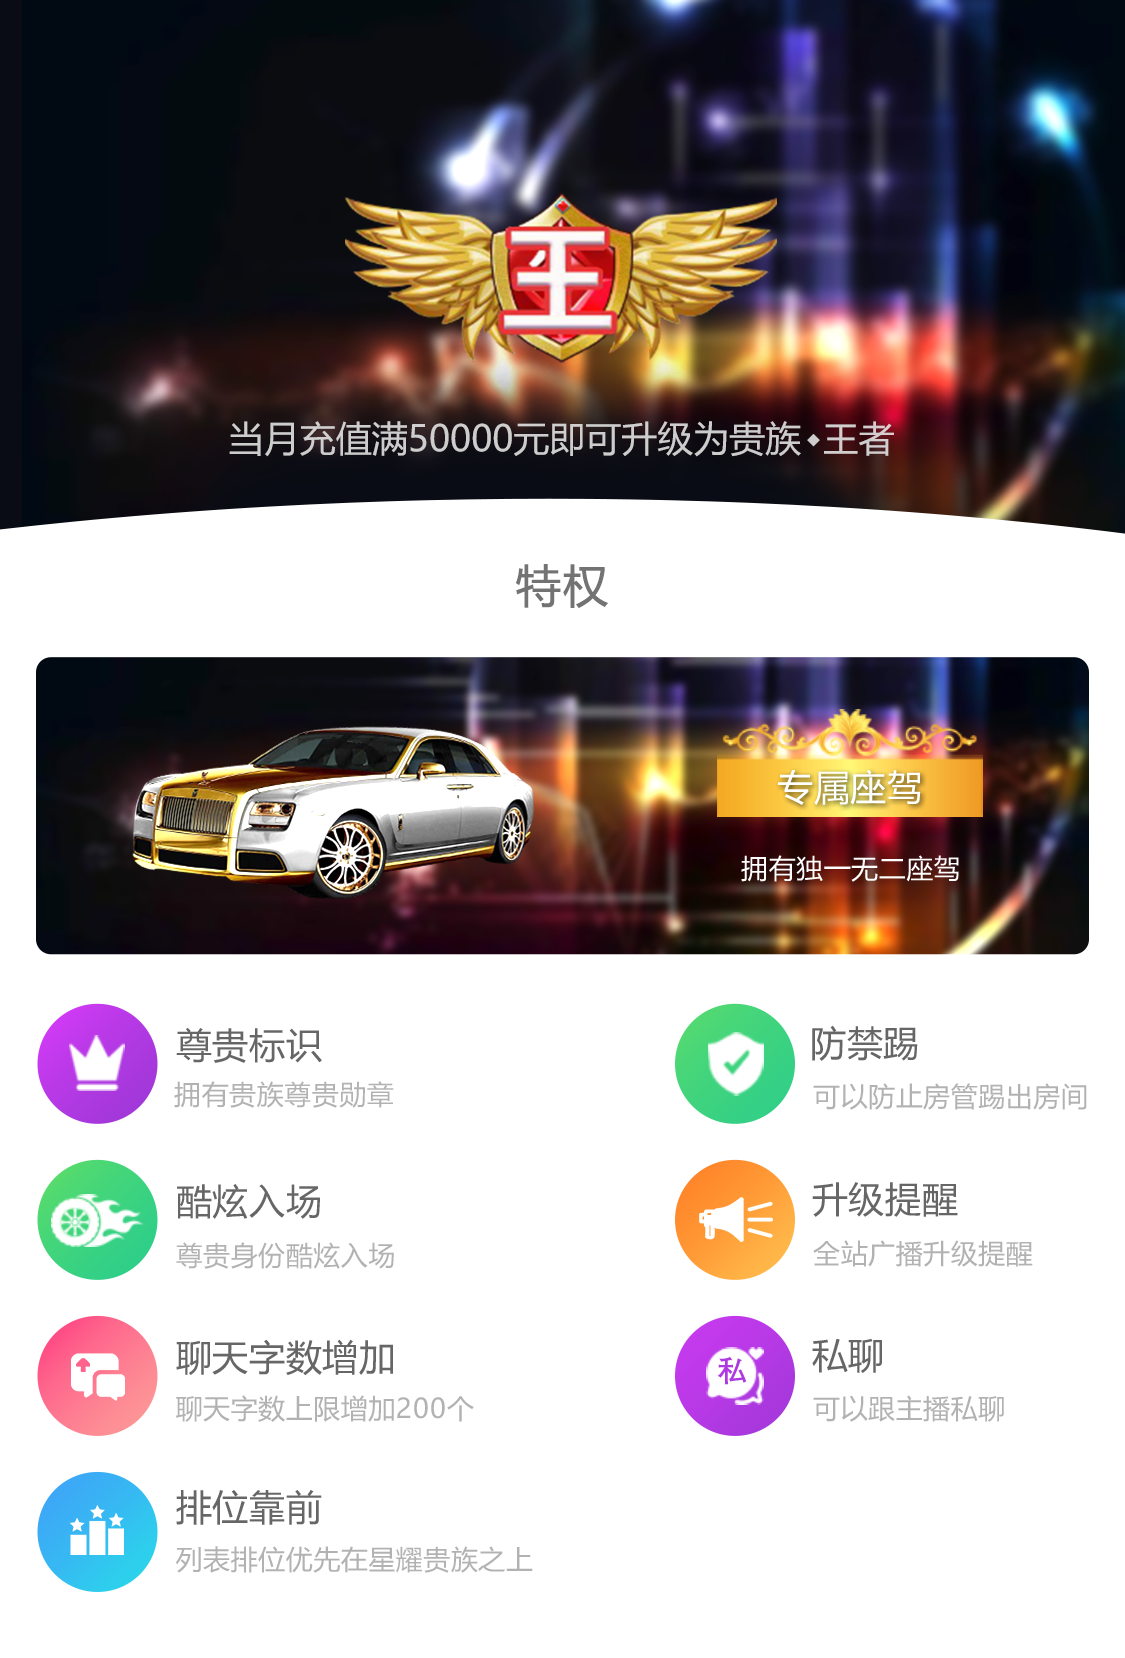 王
当月充值满50000元即可升级为贵族◆王者
特权
专属座驾
拥有独一无二座驾
尊贵标识
拥有贵族尊贵勋章
防禁踢
可以防止房管踢出房间
酷炫入场
尊贵身份酷炫入场
升级提醒
全站广播升级提醒
聊天字数增加
聊天字数上限增加200个
私
私聊
可以跟主播私聊
排位靠前
列表排位优先在星耀贵族之上